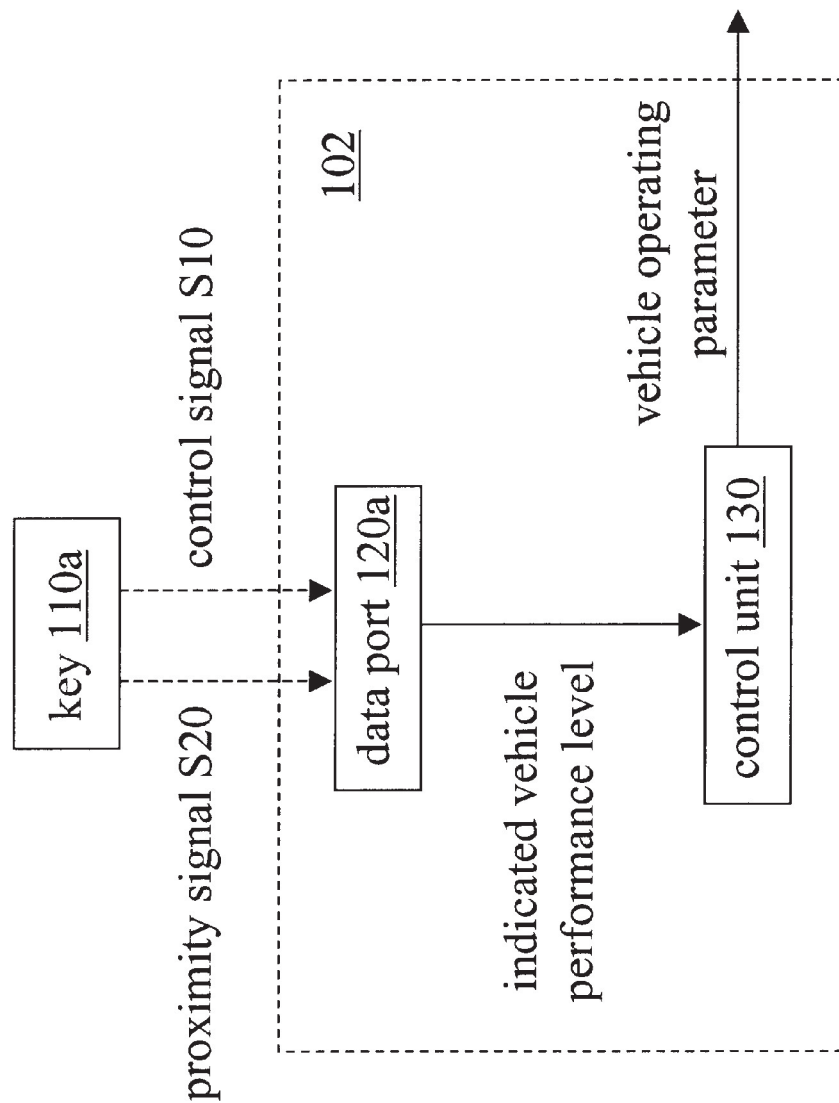 key 110a
proximity signal S20
control signal S10
102
data port 120a
indicated vehicle
performance level
control unit 130
vehicle operating
parameter